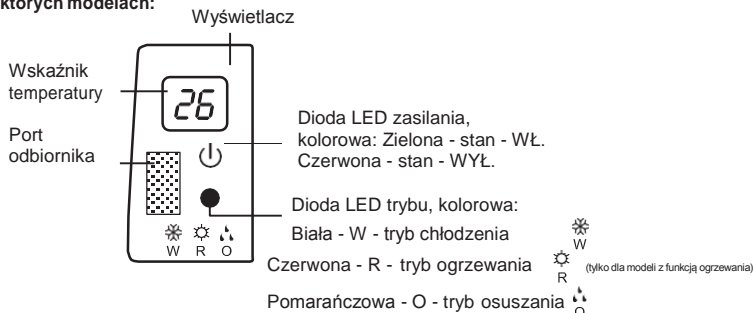 których modelach:
Wyświetlacz
Wskaźnik
temperatury
26
Port
odbiornika
Dioda LED zasilania,
kolorowa: Zielona - stan - WŁ.
Czerwona - stan - WYŁ.
Dioda LED trybu, kolorowa:
W R O
Biała - W - tryb chłodzenia W
Czerwona - R - tryb ogrzewania R (tylko dla modeli z funkcją ogrzewania)
Pomarańczowa - O - tryb osuszania O